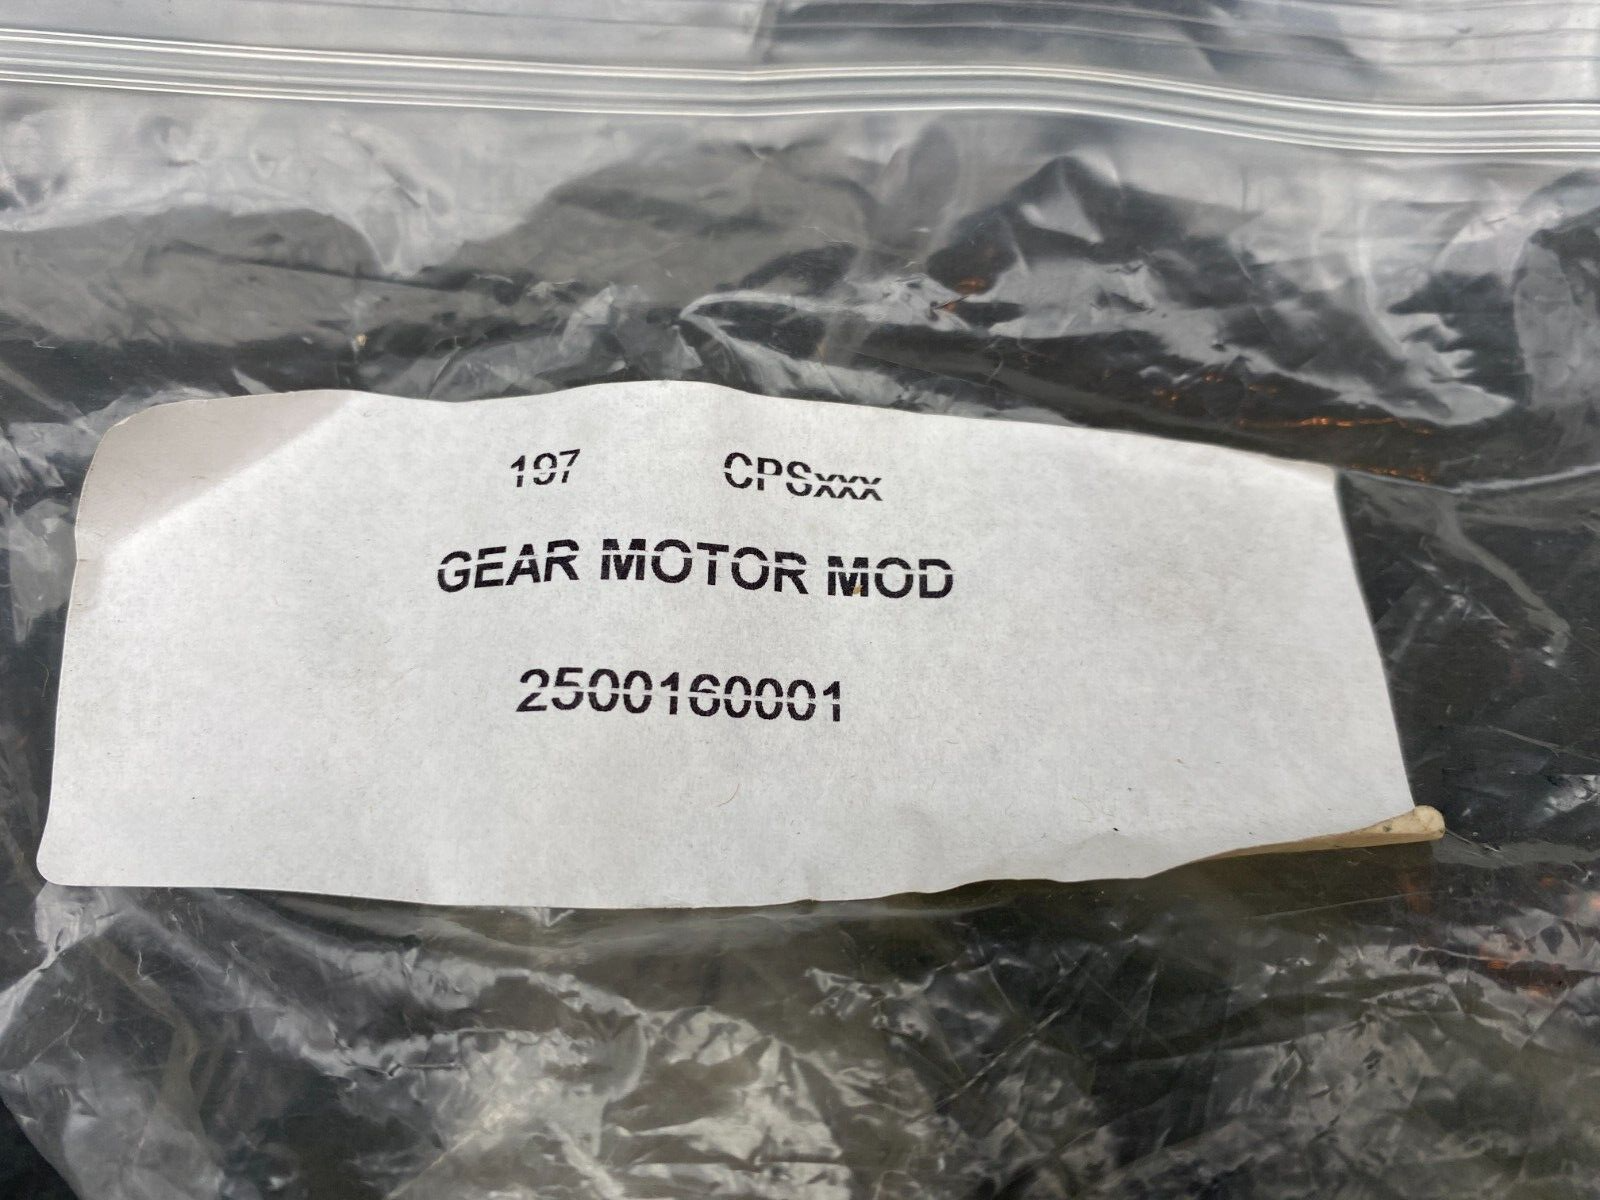 197 CPSxxx
GEAR MOTOR MOD
2500160001